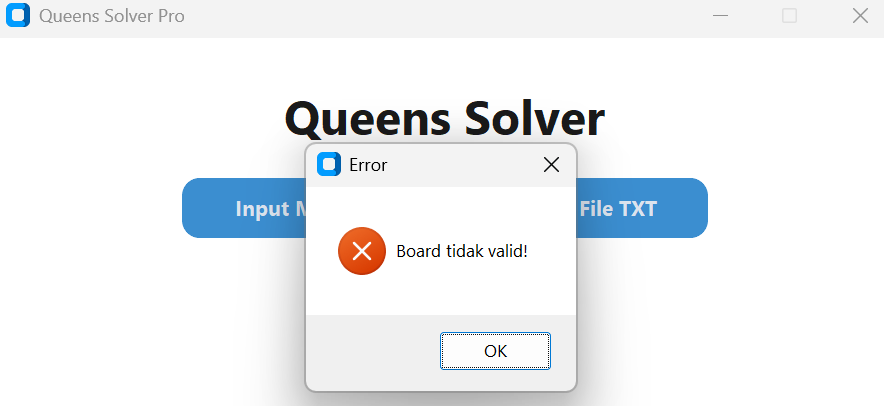 Queens Solver Pro
Queens Solver
Error
Input
File TXT
Board tidak valid!
OK